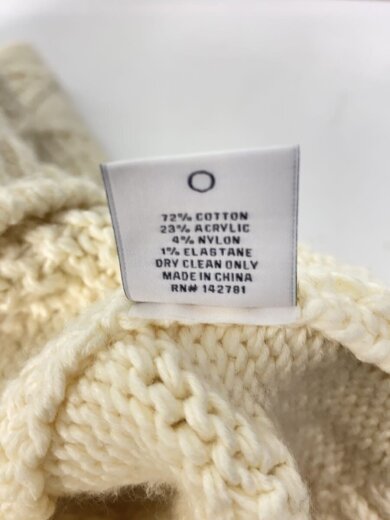 O
72% COTTON
23% ACRYLIC
4% NYLON
1% ELASTANE
DRY CLEAN ONLY
MADE IN CHINA
RN# 142781